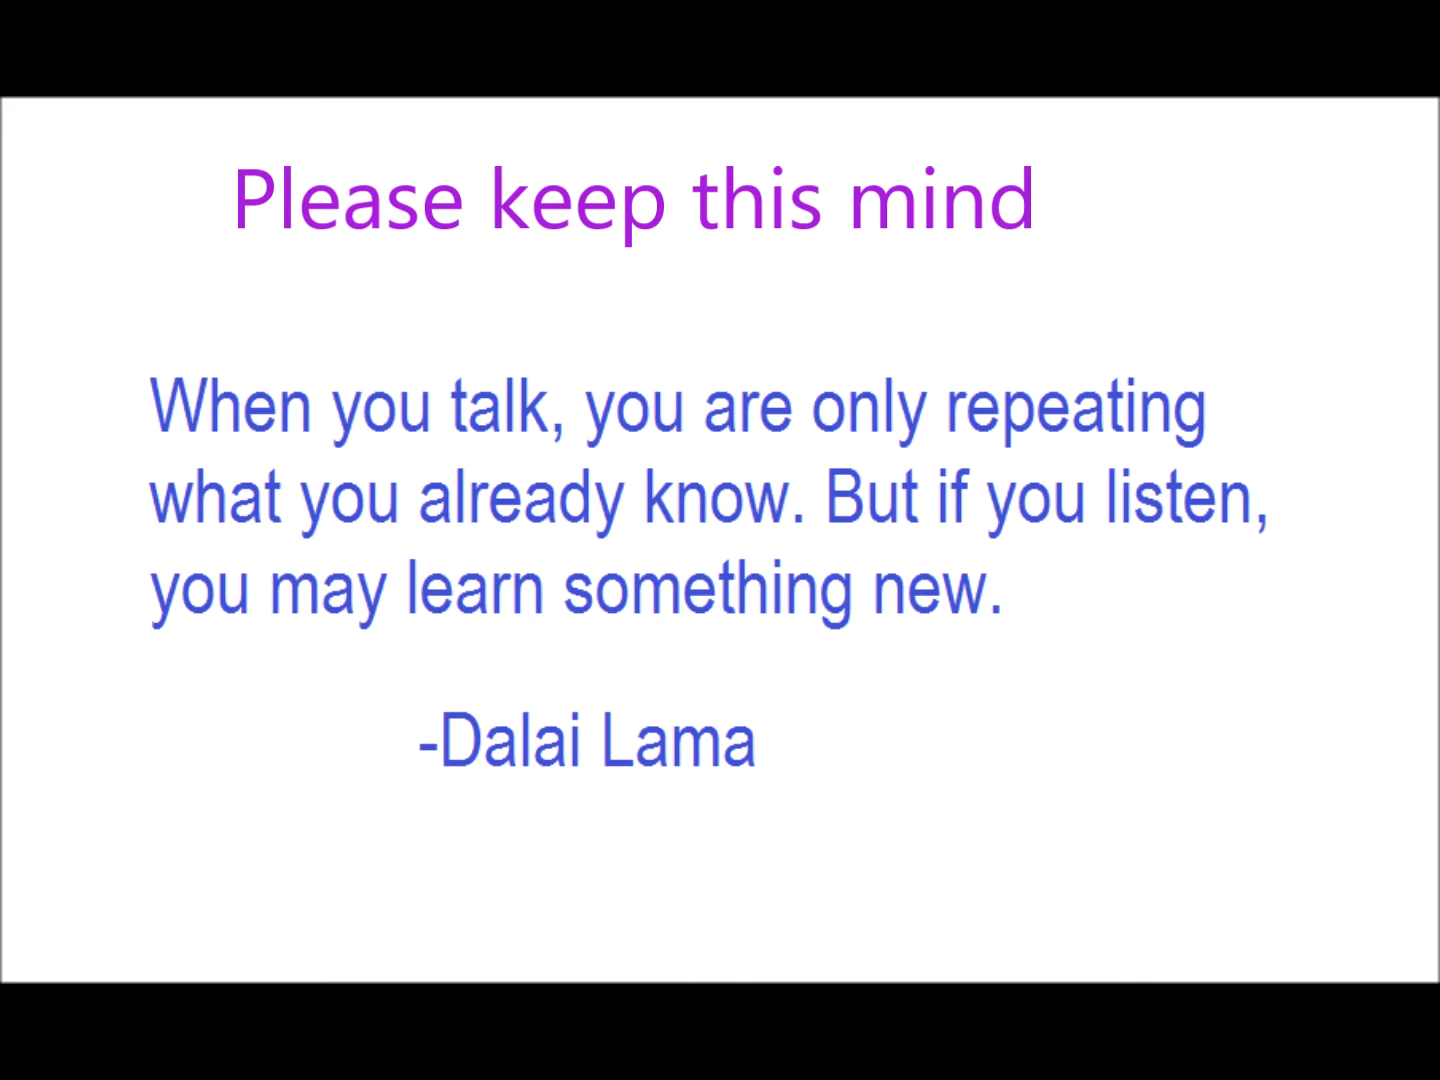 Please keep this mind
When you talk, you are only repeating
what you already know. But if you listen,
you may learn something new.
-Dalai Lama